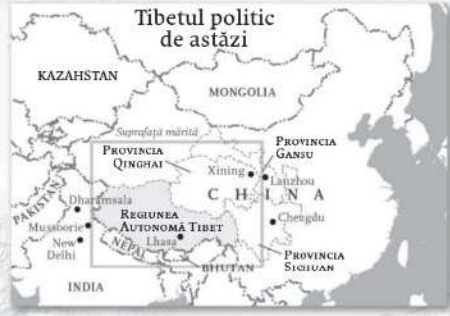 Tibetul politic
de astăzi
KAZAHSTAN
MONGOLIA
Suprafață mărită
PROVINCIA
QINGHAI
PROVINCIA
GANSU
Xining
Lanzhou
CHINA
PAKISTAN
Dharamsala
REGIUNEA
AUTONOMĂ TIBET
Chengdu
Mussoorie
New
Delhi
NEPAL
Lhasa
PROVINCIA
SICHUAN
BHUTAN
INDIA